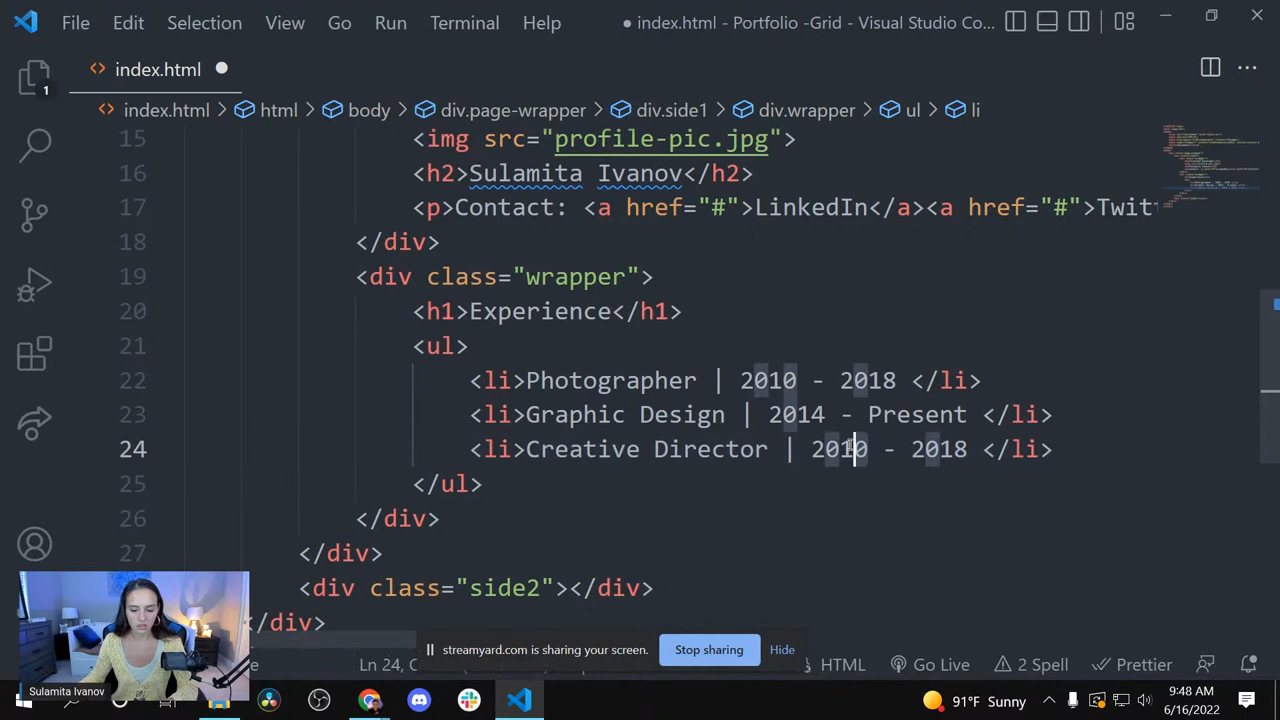 File Edit Selection View Go Run Terminal Help ● index.html - Portfolio -Grid - Visual Studio Co...
index.html
index.html > html > body > div.page-wrapper > div.side1 > div.wrapper > ul > li
1
15 <img src="profile-pic.jpg">
16 <h2>Sulamita Ivanov</h2>
17 <p>Contact: <a href="#">LinkedIn</a><a href="#">Twitt
18 </div>
19 <div class="wrapper">
20 <h1>Experience</h1>
21 <ul>
22 <li>Photographer | 2010 - 2018 </li>
23 <li>Graphic Design | 2014 - Present </li>
24 <li>Creative Director | 2010 - 2018 </li>
25 </ul>
26 </div>
27 </div>
<div class="side2"></div>
</div>
streamyard.com is sharing your screen. Stop sharing Hide
Ln 24, C HTML Go Live 2 Spell Prettier
Sulamita Ivanov
91°F Sunny
9:48 AM
6/16/2022